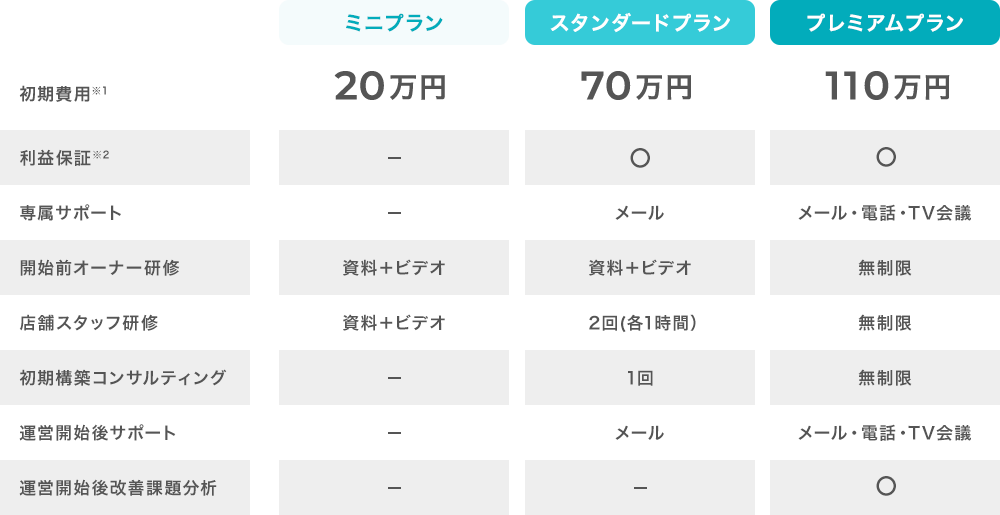 ミニプラン スタンダードプラン プレミアムプラン
初期費用※1 20万円 70万円 110万円
利益保証※2 − ○ ○
専属サポート − メール メール・電話・TV会議
開始前オーナー研修 資料+ビデオ 資料+ビデオ 無制限
店舗スタッフ研修 資料+ビデオ 2回(各1時間) 無制限
初期構築コンサルティング − 1回 無制限
運営開始後サポート − メール メール・電話・TV会議
運営開始後改善課題分析 − − ○